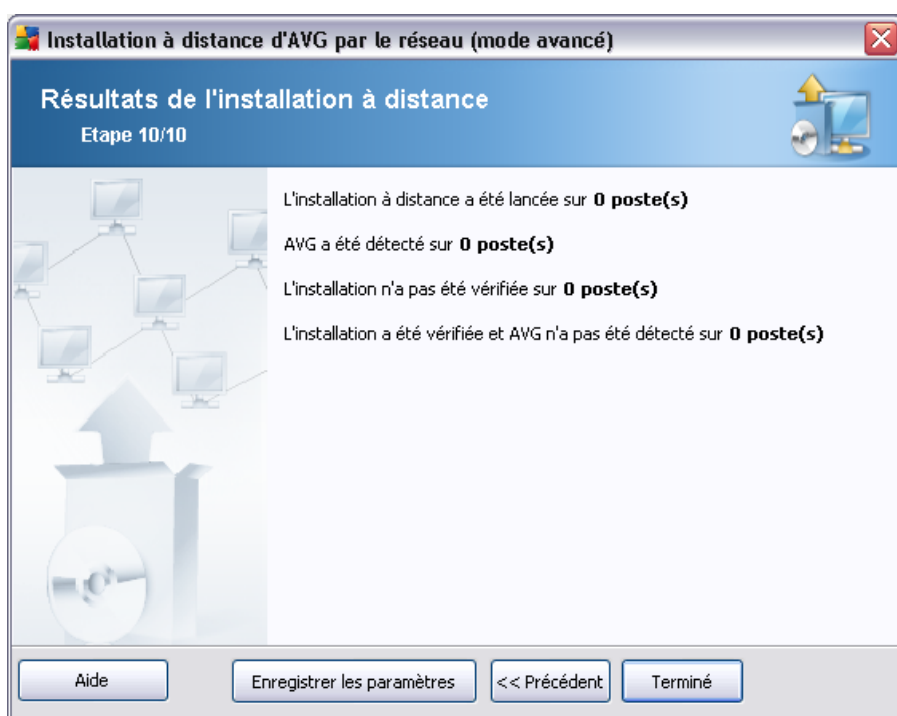 Installation à distance d'AVG par le réseau (mode avancé)
Résultats de l'installation à distance
Etape 10/10
L'installation à distance a été lancée sur 0 poste(s)
AVG a été détecté sur 0 poste(s)
L'installation n'a pas été vérifiée sur 0 poste(s)
L'installation a été vérifiée et AVG n'a pas été détecté sur 0 poste(s)
Aide
Enregistrer les paramètres
<< Précédent
Terminé